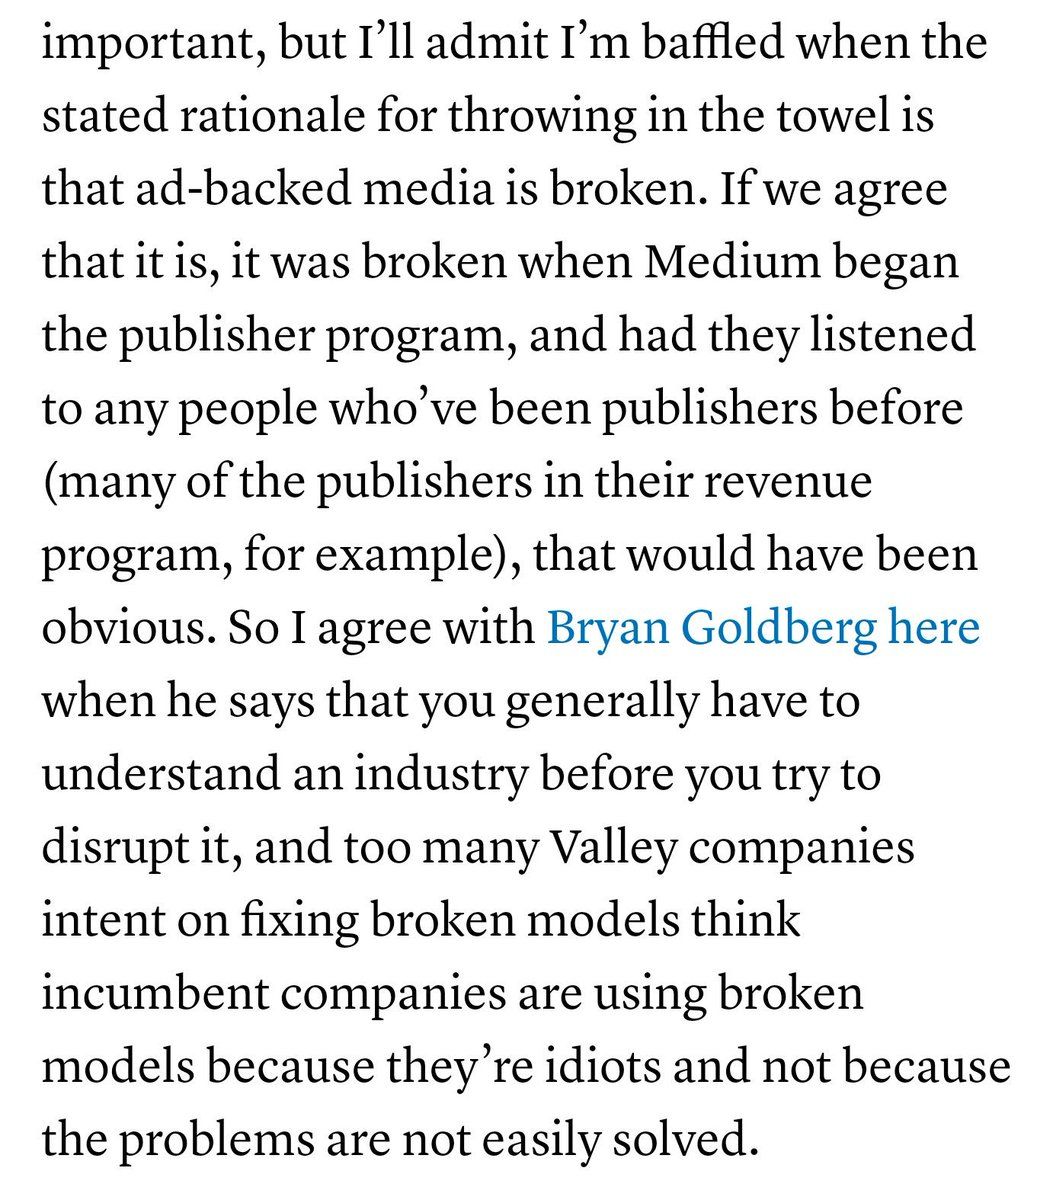 important, but I’ll admit I’m baffled when the
stated rationale for throwing in the towel is
that ad-backed media is broken. If we agree
that it is, it was broken when Medium began
the publisher program, and had they listened
to any people who’ve been publishers before
(many of the publishers in their revenue
program, for example), that would have been
obvious. So I agree with Bryan Goldberg here
when he says that you generally have to
understand an industry before you try to
disrupt it, and too many Valley companies
intent on fixing broken models think
incumbent companies are using broken
models because they’re idiots and not because
the problems are not easily solved.